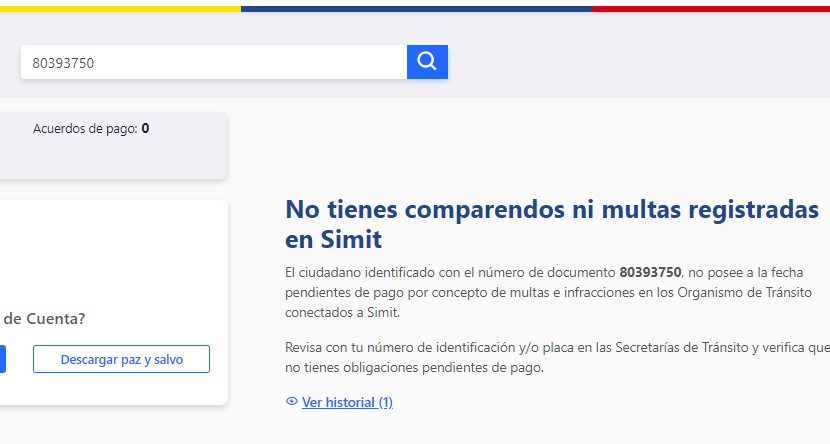 80393750
Acuerdos de pago: 0
No tienes comparendos ni multas registradas
en Simit
El ciudadano identificado con el número de documento 80393750, no posee a la fecha
pendientes de pago por concepto de multas e infracciones en los Organismo de Tránsito
conectados a Simit.
de Cuenta?
Descargar paz y salvo
Revisa con tu número de identificación y/o placa en las Secretarías de Tránsito y verifica que
no tienes obligaciones pendientes de pago.
Ver historial (1)